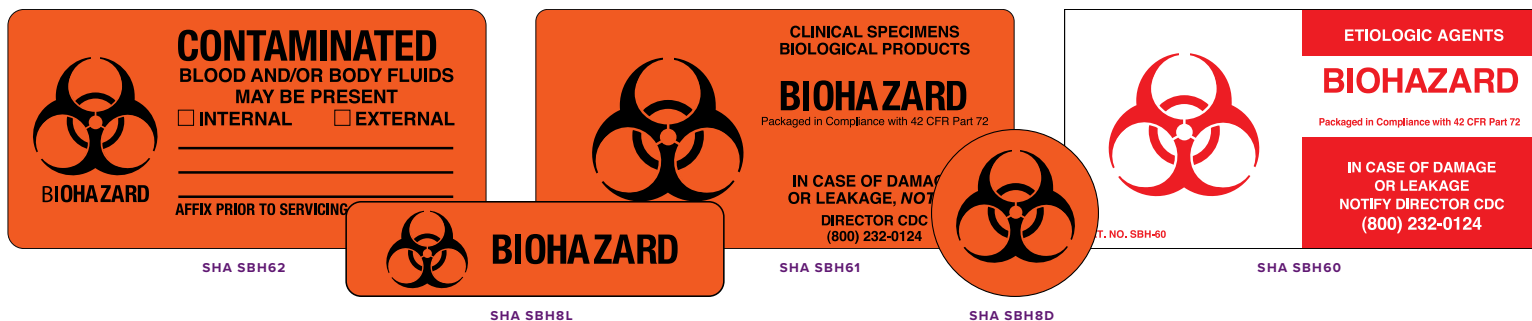 CONTAMINATED
BLOOD AND/OR BODY FLUIDS
MAY BE PRESENT
INTERNAL EXTERNAL
AFFIX PRIOR TO SERVICING
BIOHAZARD
SHA SBH62
BIOHAZARD
SHA SBH8L
CLINICAL SPECIMENS
BIOLOGICAL PRODUCTS
BIOHAZARD
Packaged in Compliance with 42 CFR Part 72
IN CASE OF
OR LEAKAGE,
DIRECTOR CDC
(800) 232-0124
SHA SBH61
SHA SBH8D
ETIOLOGIC AGENTS
BIOHAZARD
Packaged in Compliance with 42 CFR Part 72
IN CASE OF DAMAGE
OR LEAKAGE
NOTIFY DIRECTOR CDC
(800) 232-0124
NO. SBH-60
SHA SBH60